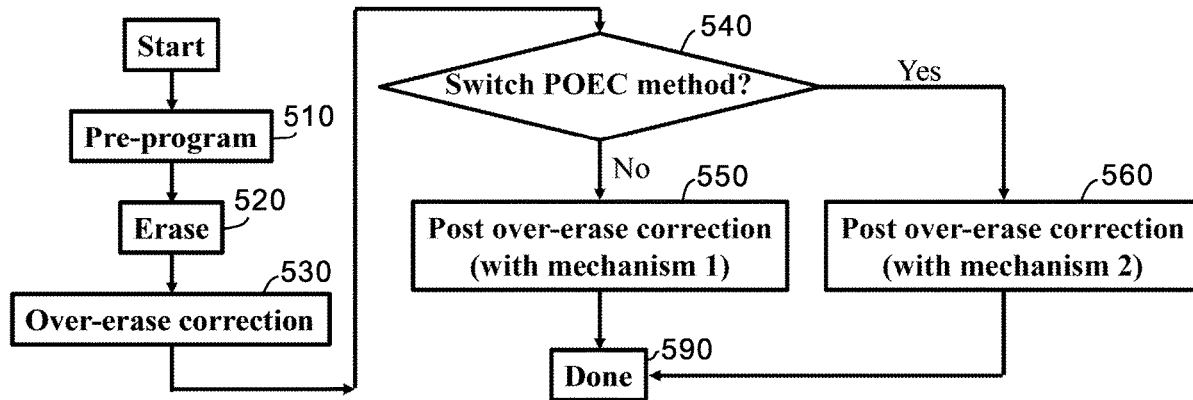 Start
510
Pre-program
520
Erase
530
Over-erase correction
540
Switch POEC method?
Yes
No
550
Post over-erase correction
(with mechanism 1)
560
Post over-erase correction
(with mechanism 2)
590
Done